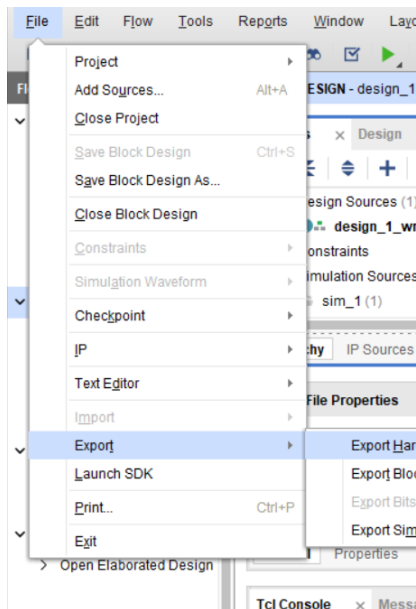 File Edit Flow Tools Reports Window
Project
Add Sources... Alt+A
Close Project
Save Block Design Ctrl+S
Save Block Design As...
Close Block Design
Constraints
Simulation Waveform
Checkpoint
IP
Text Editor
Import
Export
Launch SDK
Print... Ctrl+P
Exit
DESIGN - design_1
Design
Design Sources (1)
design_1_wr
onstraints
imulation Sources
sim_1 (1)
IP Sources
File Properties
Export Har
Export Bloc
Export Bits
Export Sim
Properties
Open Elaborated Design
Tcl Console